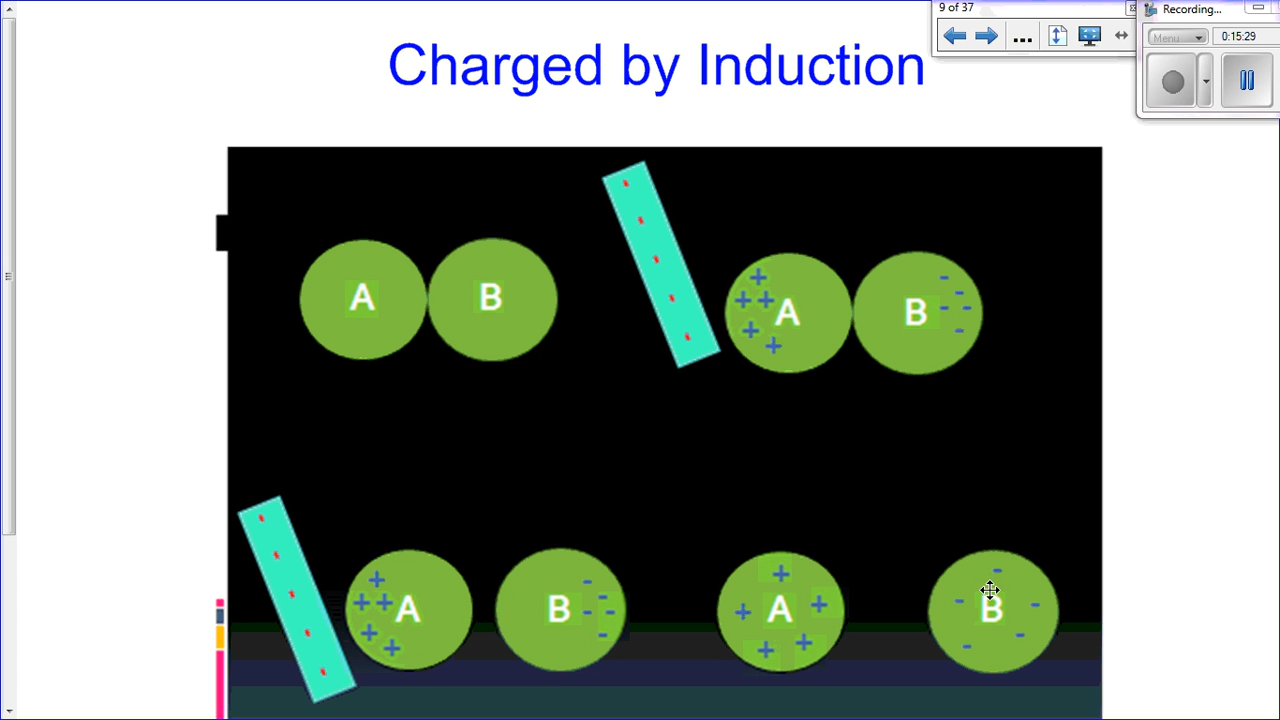 9 of 37
Recording...
Menu
0:15:29
Charged by Induction
A B
A B
A B
A B